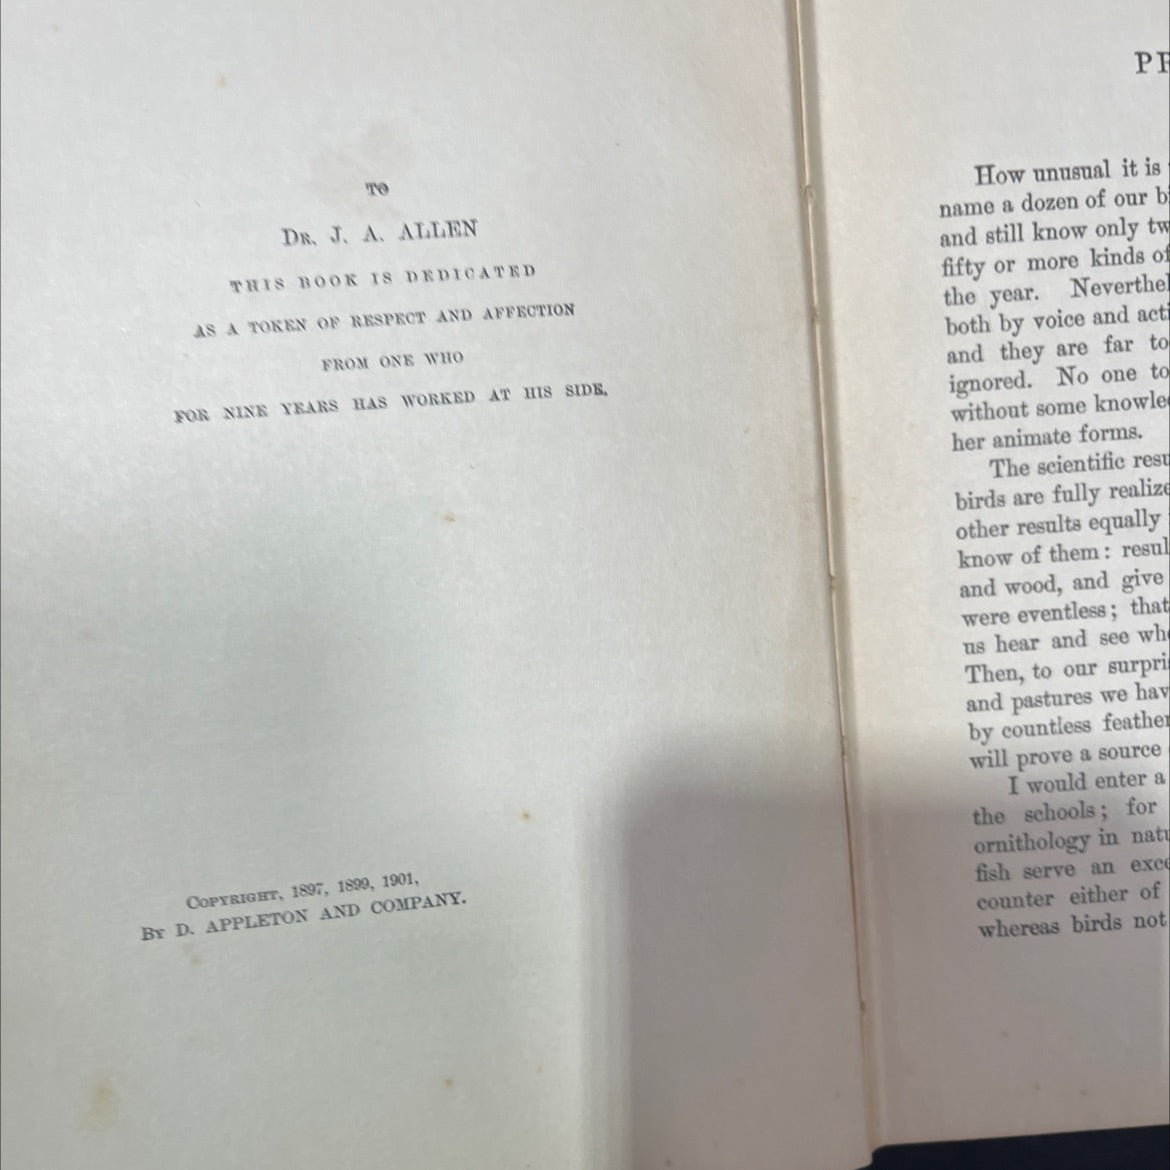 TO
DR. J. A. ALLEN
THIS BOOK IS DEDICATED
AS A TOKEN OF RESPECT AND AFFECTION
FROM ONE WHO
FOR NINE YEARS HAS WORKED AT HIS SIDE.
COPYRIGHT, 1897, 1899, 1901,
BY D. APPLETON AND COMPANY.
How unusual it is
name a dozen of our
and still know only
fifty or more kinds of
the year. Neverthel
both by voice and acti
and they are far to
ignored. No one to
without some knowle
her animate forms.
The scientific resu
birds are fully realize
other results equally
know of them: resul
and wood, and give
were eventless; that
us hear and see
Then, to our surpri
and pastures we hav
by countless feather
will prove a source
I would enter a
the schools; for
ornithology in natu
fish serve an exce
counter either of
whereas birds not